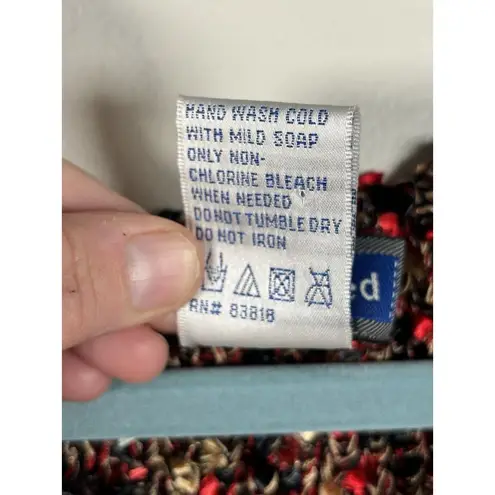 HAND WASH COLD
WITH MILD SOAP
ONLY NON-
CHLORINE BLEACH
WHEN NEEDED
DO NOT TUMBLE DRY
DO NOT IRON
RN# 83818
ed